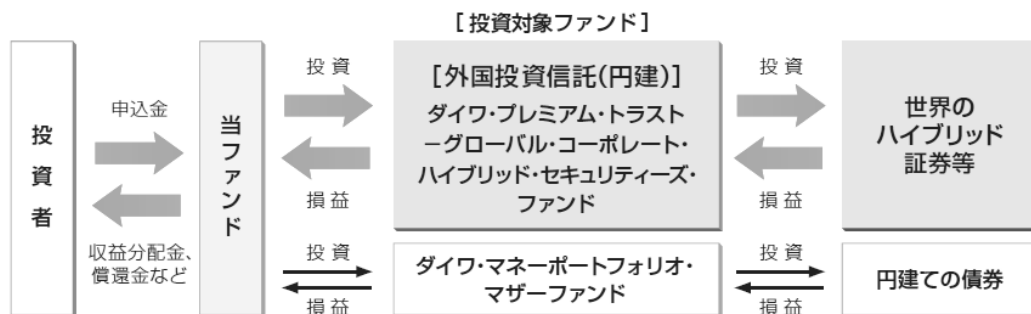 [投資対象ファンド]
投資者
申込金
収益分配金、
償還金など
当ファンド
投資
損益
[外国投資信託(円建)]
ダイワ・プレミアム・トラスト
－グローバル・コーポレート・
ハイブリッド・セキュリティーズ・
ファンド
投資
損益
世界の
ハイブリッド
証券等
投資
損益
ダイワ・マネーポートフォリオ・
マザーファンド
投資
損益
円建ての債券